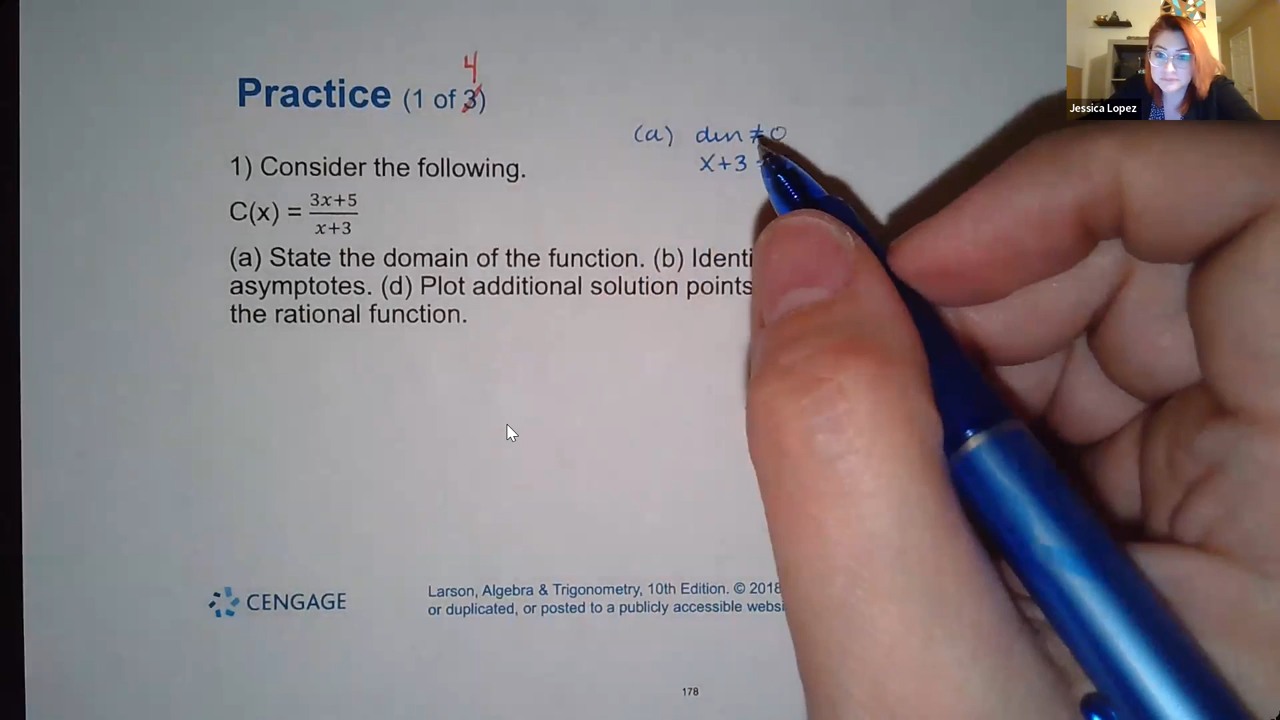 4
Practice (1 of 3)
(a) den ≠ 0
x+3
1) Consider the following.
C(x) = 3x+5 / x+3
(a) State the domain of the function. (b) Identi
asymptotes. (d) Plot additional solution points
the rational function.
CENGAGE
Larson, Algebra & Trigonometry, 10th Edition. © 2018
or duplicated, or posted to a publicly accessible websi
178
Jessica Lopez